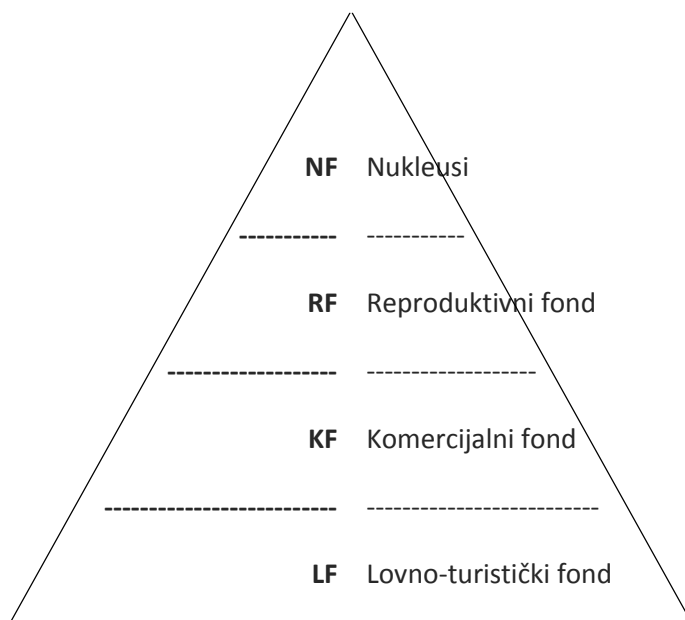 NF Nukleusi
----------- -----------
RF Reproduktivni fond
------------------- -------------------
KF Komercijalni fond
-------------------------- --------------------------
LF Lovno-turistički fond